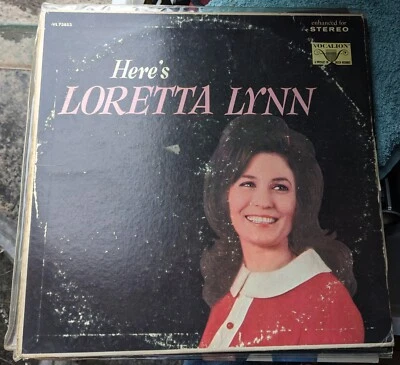 enhanced for
STEREO
VOCALION
Here's
LORETTA LYNN